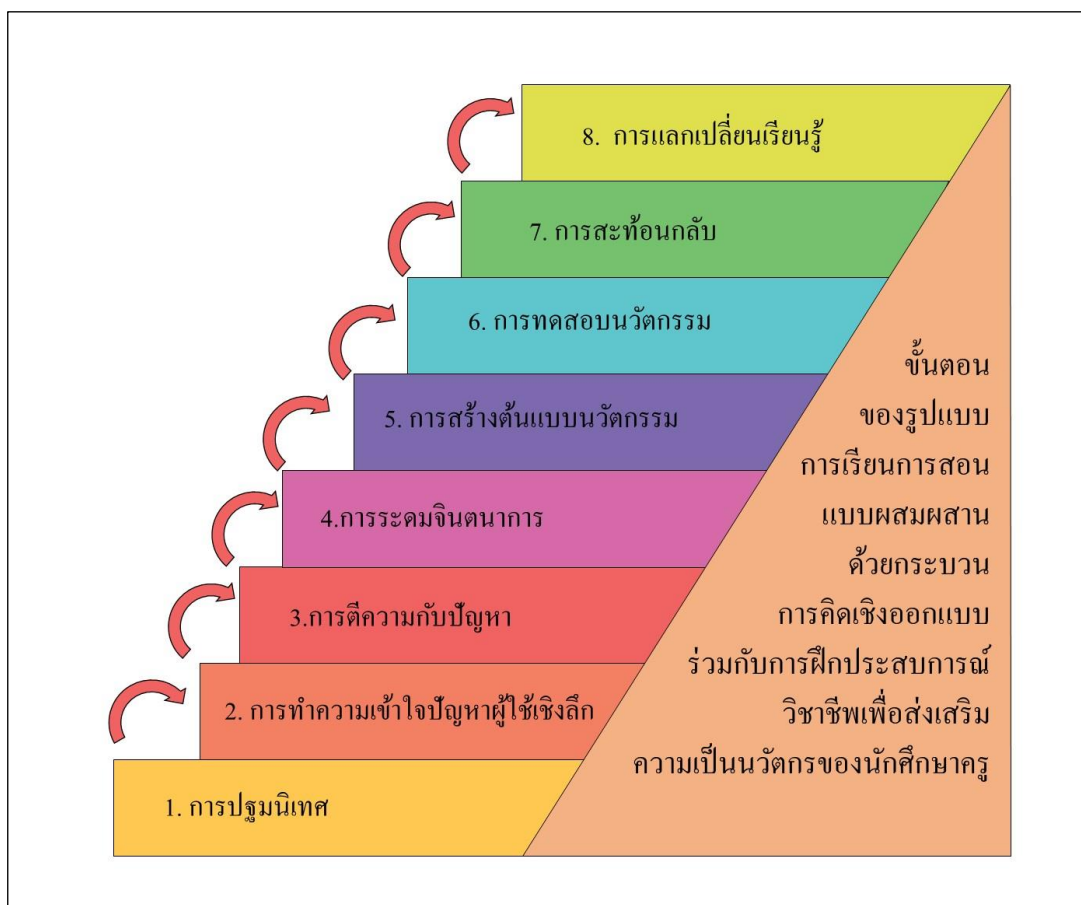 8. การแลกเปลี่ยนเรียนรู้
7. การสะท้อนกลับ
6. การทดสอบนวัตกรรม
5. การสร้างต้นแบบนวัตกรรม
4.การระดมจินตนาการ
3.การตีความกับปัญหา
2. การทำความเข้าใจปัญหาผู้ใช้เชิงลึก
1. การปฐมนิเทศ
ขั้นตอน
ของรูปแบบ
การเรียนการสอน
แบบผสมผสาน
ด้วยกระบวน
การคิดเชิงออกแบบ
ร่วมกับการฝึกประสบการณ์
วิชาชีพเพื่อส่งเสริม
ความเป็นนวัตกรของนักศึกษาครู